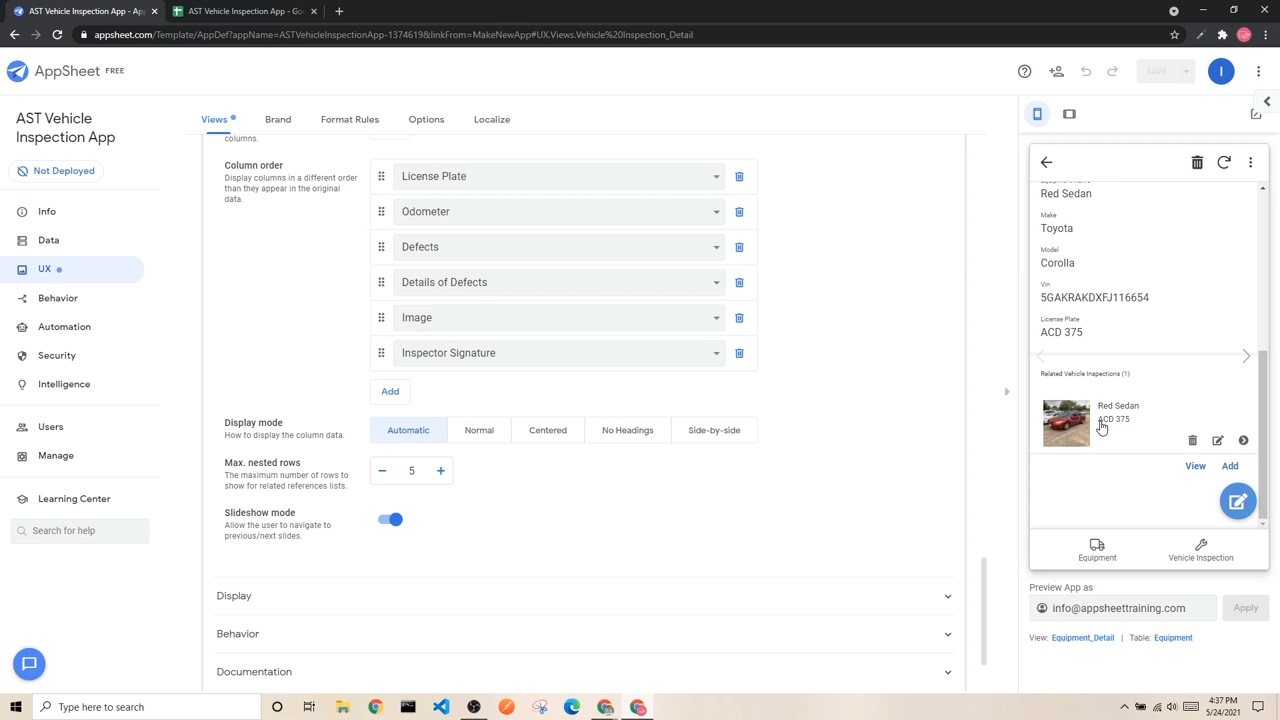 AST Vehicle Inspection App - Ap
AST Vehicle Inspection App - Go
appsheet.com/Template/AppDef?appName=ASTVehicleInspectionApp-1374619&linkFrom=MakeNewApp#UX.Views.Vehicle%20Inspection_Detail
AppSheet FREE
SAVE
I
AST Vehicle
Inspection App
Not Deployed
Info
Data
UX
Behavior
Automation
Security
Intelligence
Users
Manage
Learning Center
Search for help
Views
Brand
Format Rules
Options
Localize
columns.
Column order
Display columns in a different order
than they appear in the original
data.
License Plate
Odometer
Defects
Details of Defects
Image
Inspector Signature
Add
Display mode
How to display the column data.
Automatic
Normal
Centered
No Headings
Side-by-side
Max. nested rows
The maximum number of rows to
show for related references lists.
5
Slideshow mode
Allow the user to navigate to
previous/next slides.
Display
Behavior
Documentation
Red Sedan
Make
Toyota
Model
Corolla
Vin
5GAKRAKDXFJ116654
License Plate
ACD 375
Related Vehicle Inspections (1)
Red Sedan
ACD 375
View
Add
Equipment
Vehicle Inspection
Preview App as
info@appsheettraining.com
Apply
View: Equipment_Detail | Table: Equipment
Type here to search
4:37 PM
5/24/2021